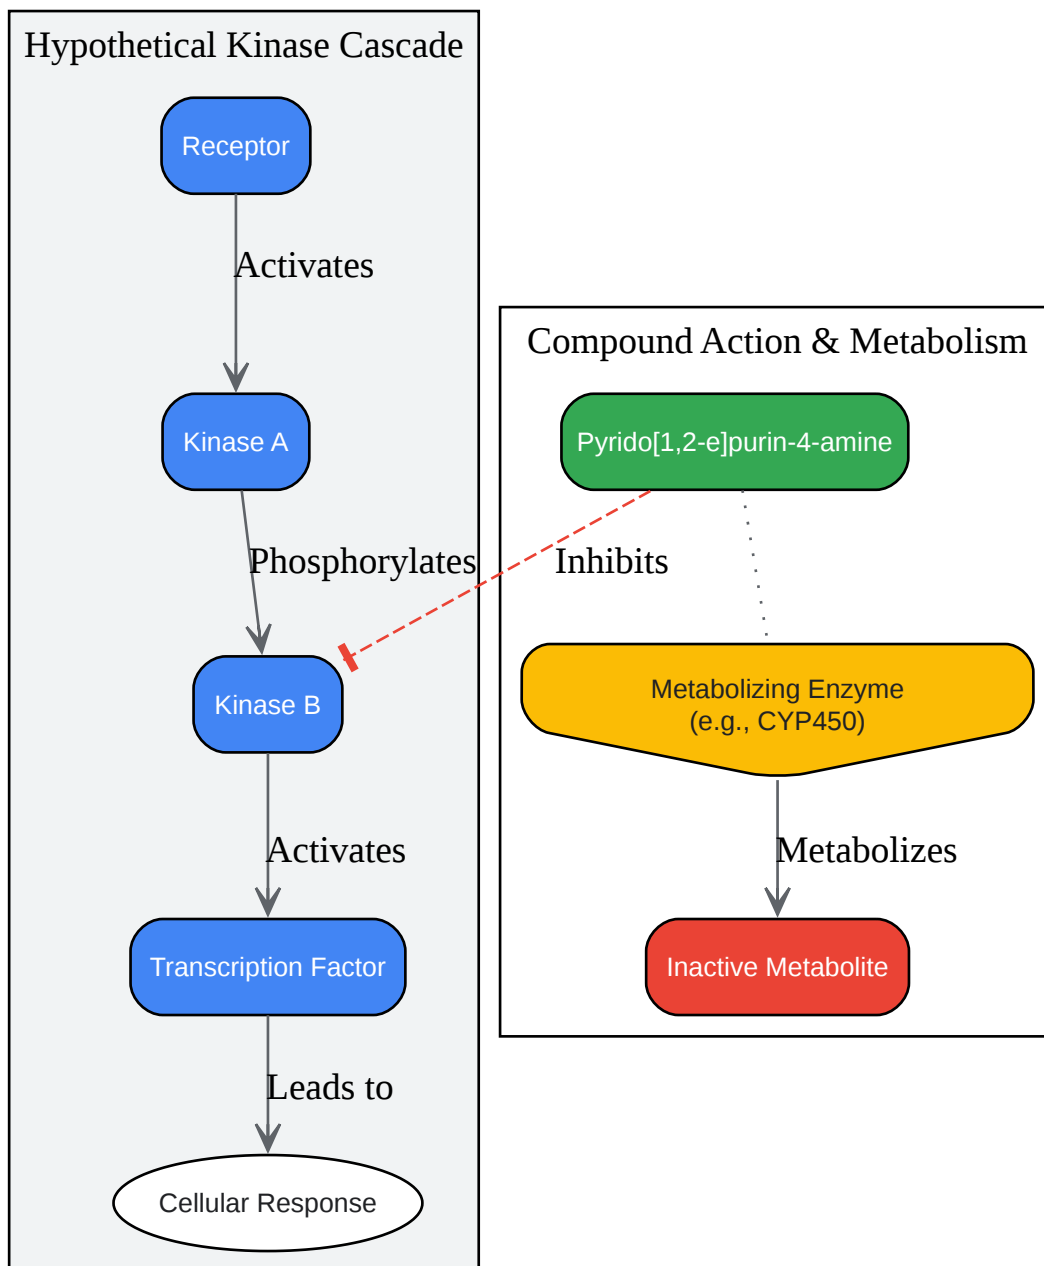 Hypothetical Kinase Cascade
Receptor
Activates
Kinase A
Phosphorylates
Kinase B
Activates
Transcription Factor
Leads to
Cellular Response
Compound Action & Metabolism
Pyrido[1,2-e]purin-4-amine
Inhibits
Metabolizing Enzyme
(e.g., CYP450)
Metabolizes
Inactive Metabolite